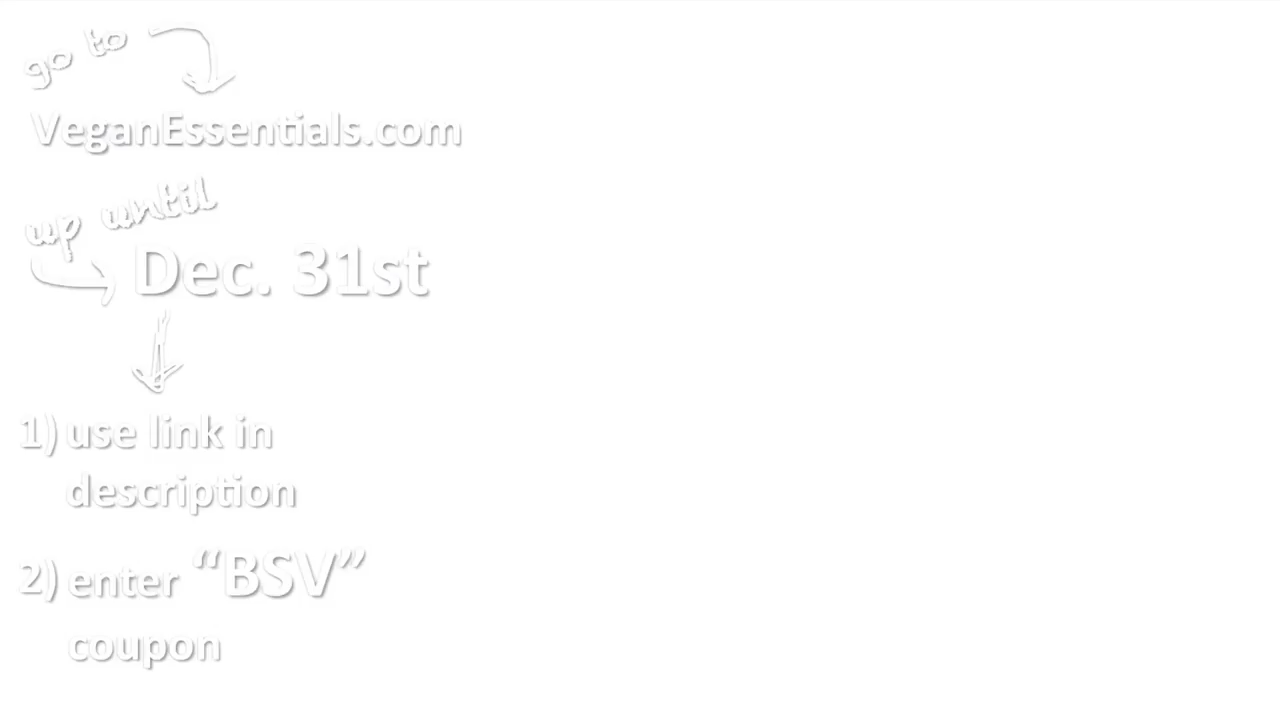 go to
VeganEssentials.com
up until
Dec. 31st
1) use link in
description
2) enter “BSV”
coupon